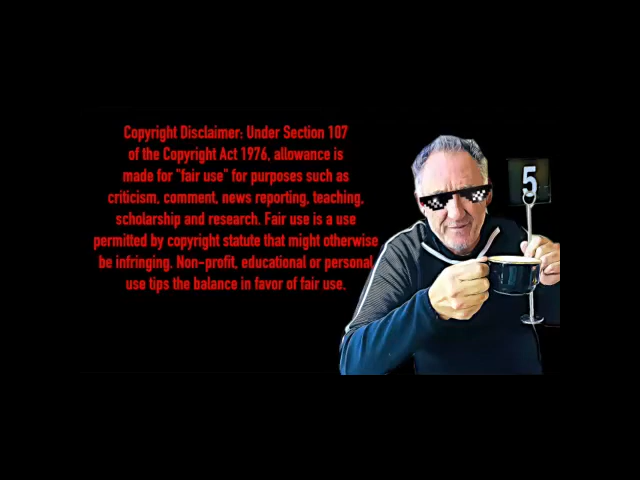 Copyright Disclaimer: Under Section 107
of the Copyright Act 1976, allowance is
made for "fair use" for purposes such as
criticism, comment, news reporting, teaching,
scholarship and research. Fair use is a use
permitted by copyright statute that might otherwise
be infringing. Non-profit, educational or personal
use tips the balance in favor of fair use.
5